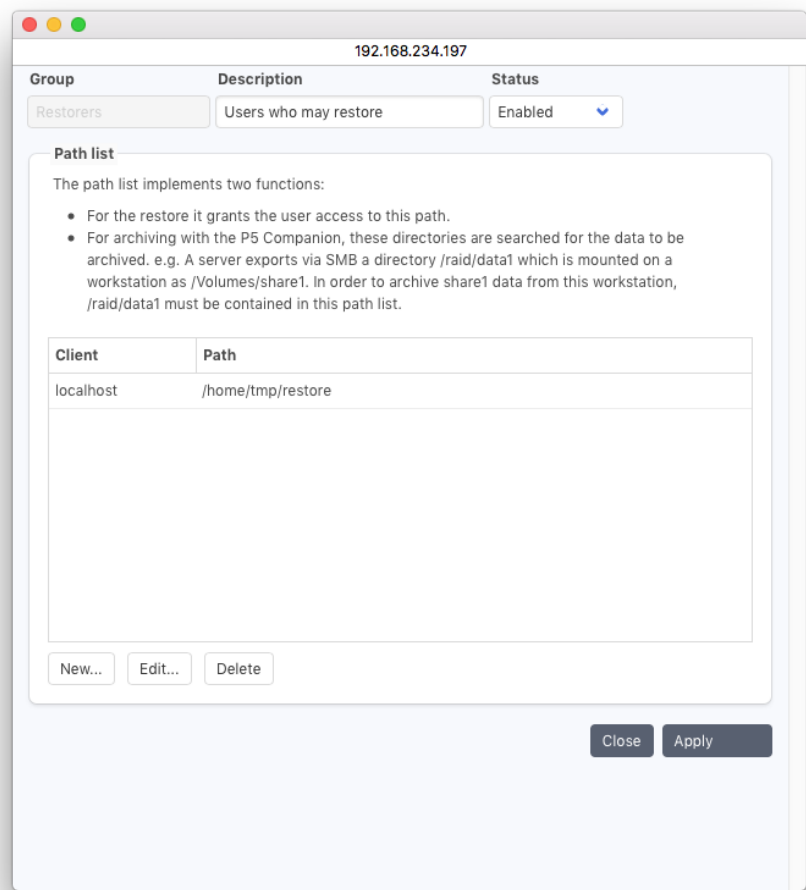 192.168.234.197
Group Description Status
Restorers Users who may restore Enabled
Path list
The path list implements two functions:
• For the restore it grants the user access to this path.
• For archiving with the P5 Companion, these directories are searched for the data to be
archived. e.g. A server exports via SMB a directory /raid/data1 which is mounted on a
workstation as /Volumes/share1. In order to archive share1 data from this workstation,
/raid/data1 must be contained in this path list.
Client Path
localhost /home/tmp/restore
New... Edit... Delete
Close Apply